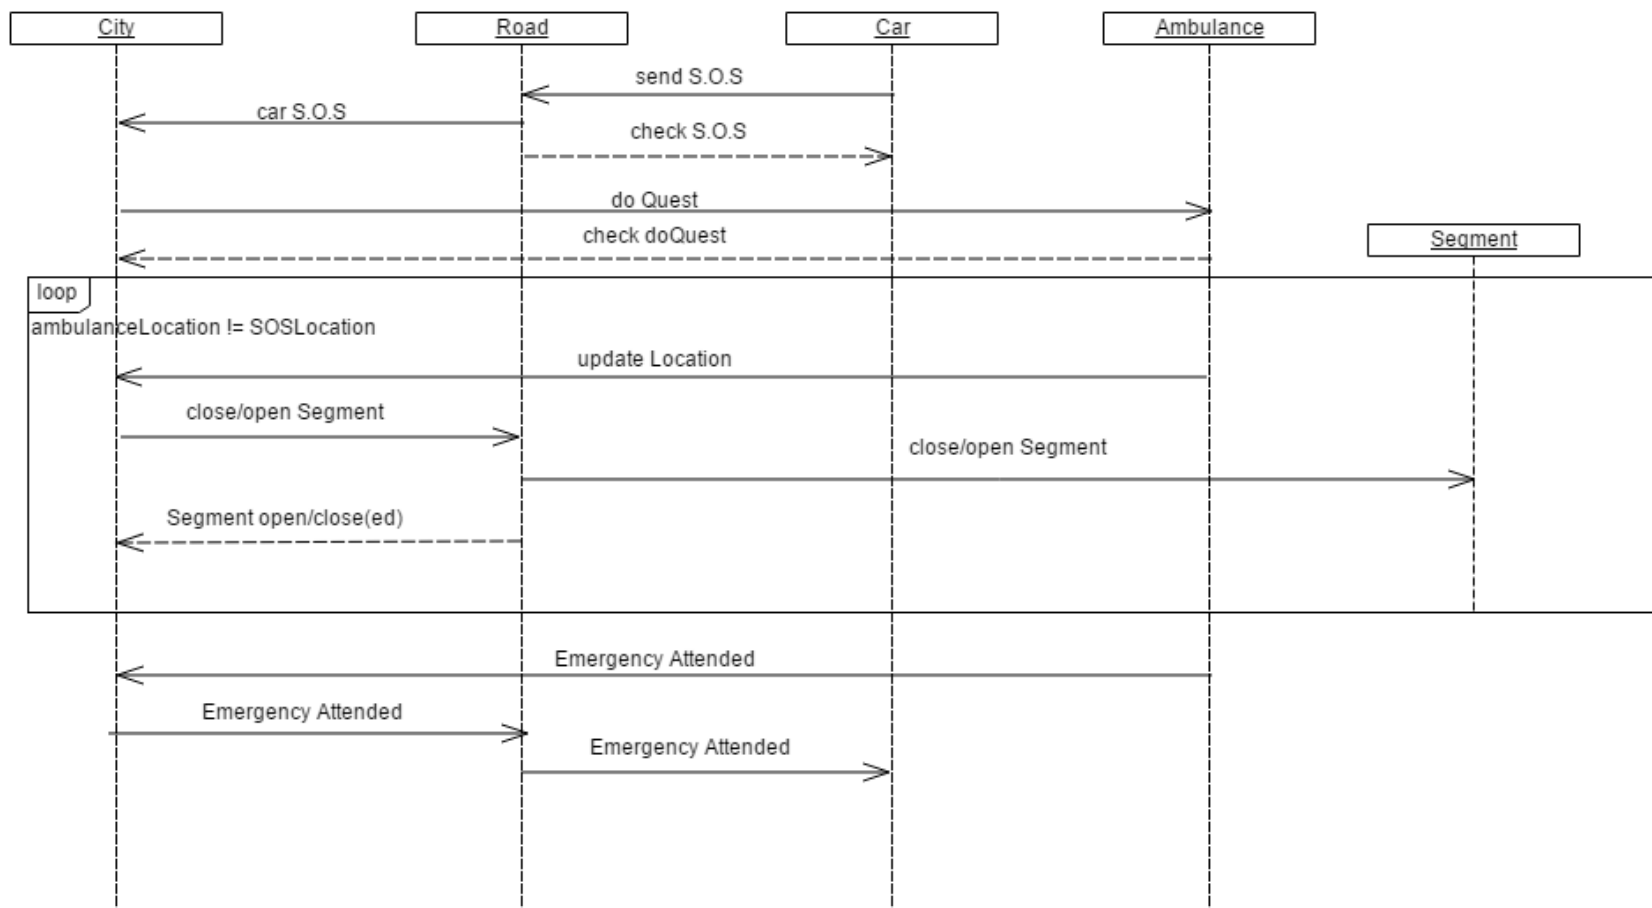 City
Road
Car
Ambulance
send S.O.S
car S.O.S
check S.O.S
do Quest
check doQuest
Segment
loop
ambulanceLocation != SOSLocation
update Location
close/open Segment
close/open Segment
Segment open/close(ed)
Emergency Attended
Emergency Attended
Emergency Attended